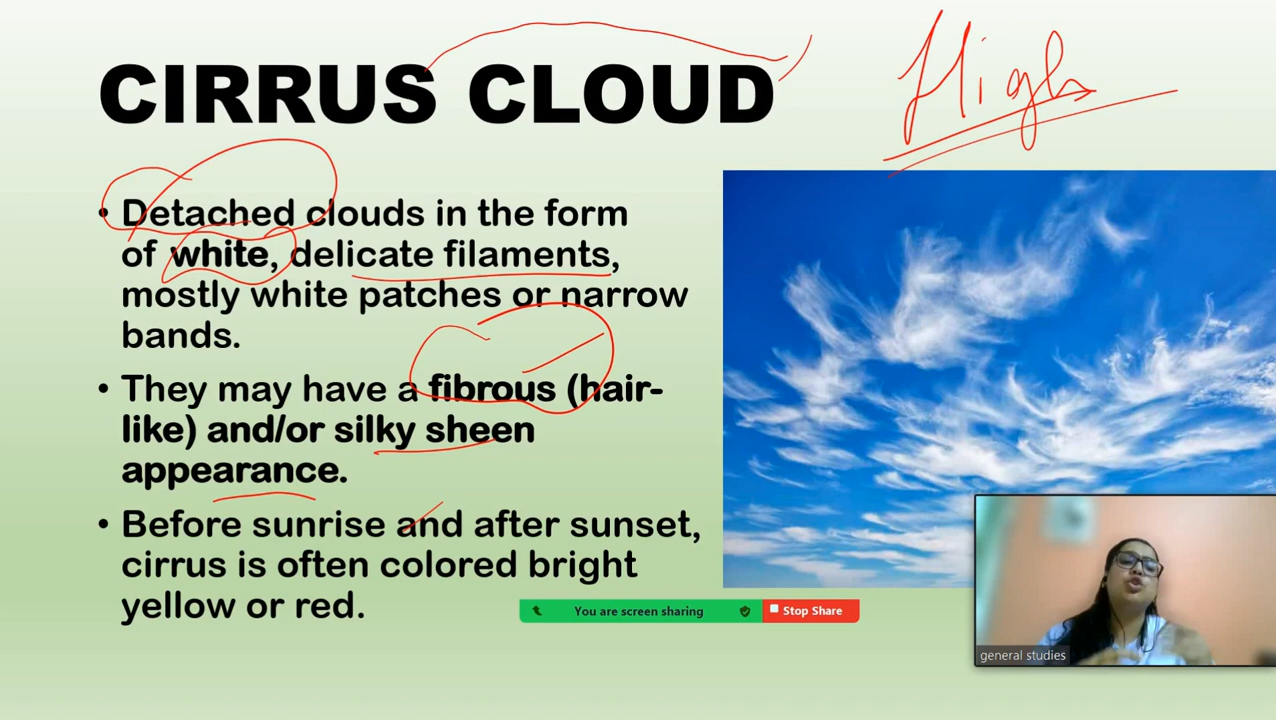 CIRRUS CLOUD
High
• Detached clouds in the form
of white, delicate filaments,
mostly white patches or narrow
bands.
• They may have a fibrous (hair-
like) and/or silky sheen
appearance.
• Before sunrise and after sunset,
cirrus is often colored bright
yellow or red.
You are screen sharing
Stop Share
general studies